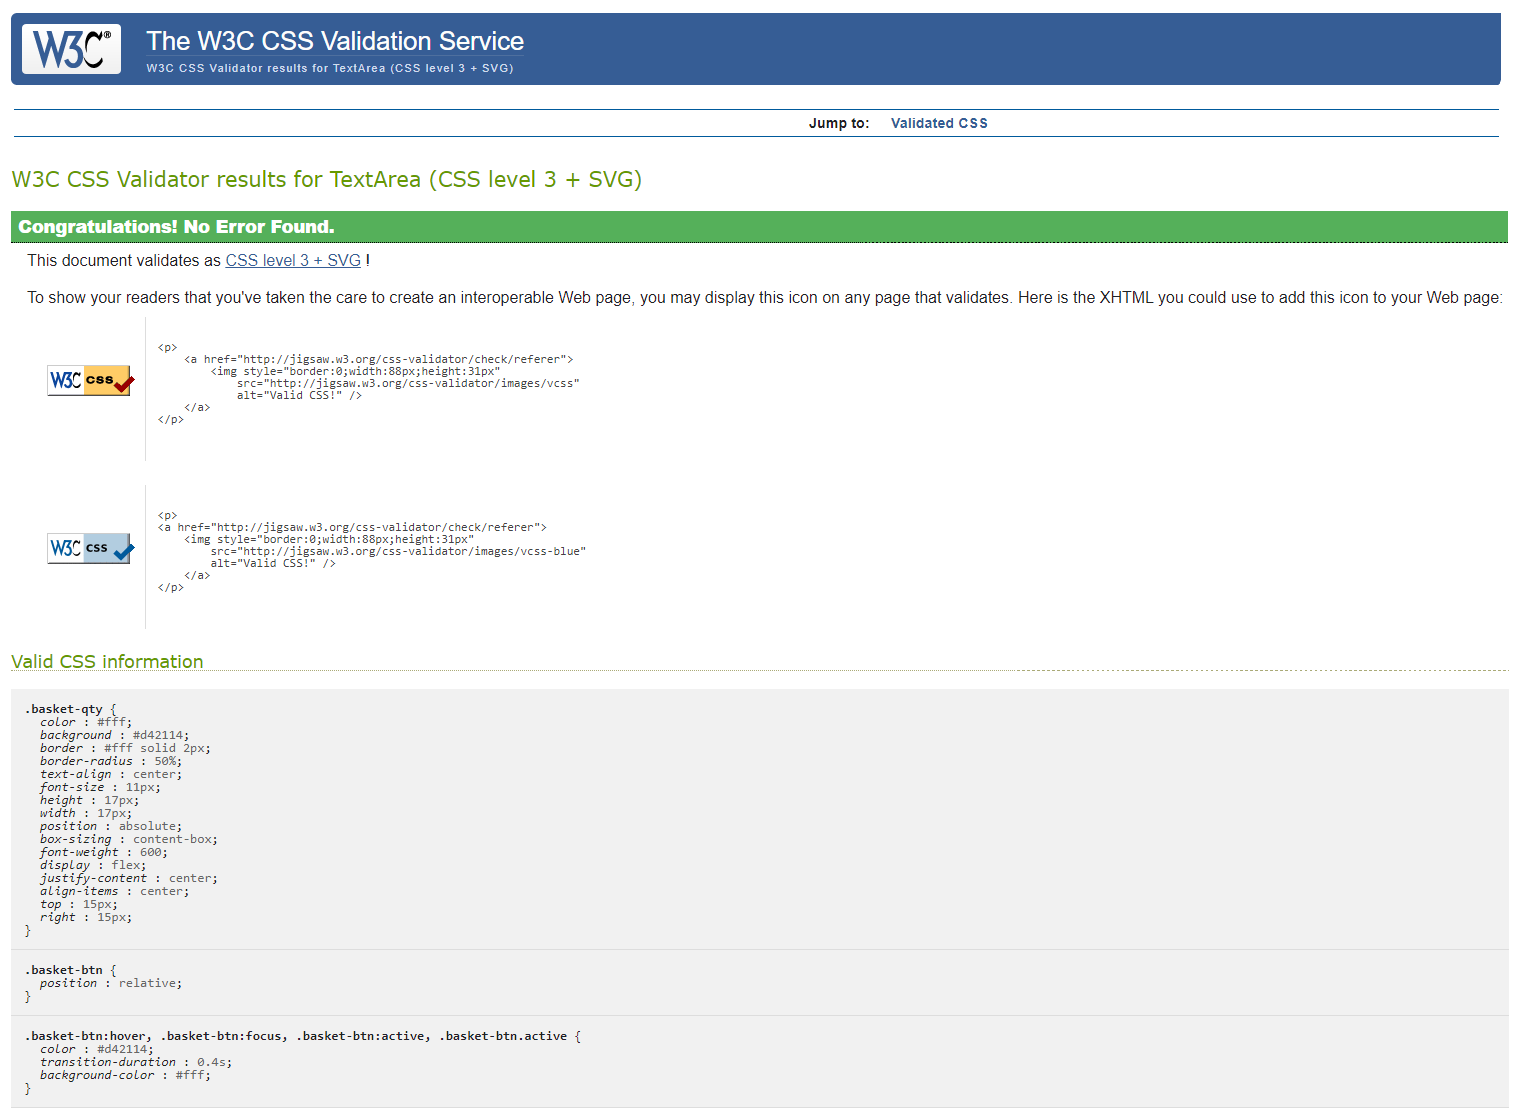 W3C®
The W3C CSS Validation Service
W3C CSS Validator results for TextArea (CSS level 3 + SVG)
Jump to: Validated CSS
W3C CSS Validator results for TextArea (CSS level 3 + SVG)
Congratulations! No Error Found.
This document validates as CSS level 3 + SVG !
To show your readers that you've taken the care to create an interoperable Web page, you may display this icon on any page that validates. Here is the XHTML you could use to add this icon to your Web page:
W3C css
<p>
<a href="http://jigsaw.w3.org/css-validator/check/referer">
<img style="border:0;width:88px;height:31px"
src="http://jigsaw.w3.org/css-validator/images/vcss"
alt="Valid CSS!" />
</a>
</p>
W3C css
<p>
<a href="http://jigsaw.w3.org/css-validator/check/referer">
<img style="border:0;width:88px;height:31px"
src="http://jigsaw.w3.org/css-validator/images/vcss-blue"
alt="Valid CSS!" />
</a>
</p>
Valid CSS information
.basket-qty {
color : #fff;
background : #d42114;
border : #fff solid 2px;
border-radius : 50%;
text-align : center;
font-size : 11px;
height : 17px;
width : 17px;
position : absolute;
box-sizing : content-box;
font-weight : 600;
display : flex;
justify-content : center;
align-items : center;
top : 15px;
right : 15px;
}
.basket-btn {
position : relative;
}
.basket-btn:hover, .basket-btn:focus, .basket-btn:active, .basket-btn.active {
color : #d42114;
transition-duration : 0.4s;
background-color : #fff;
}